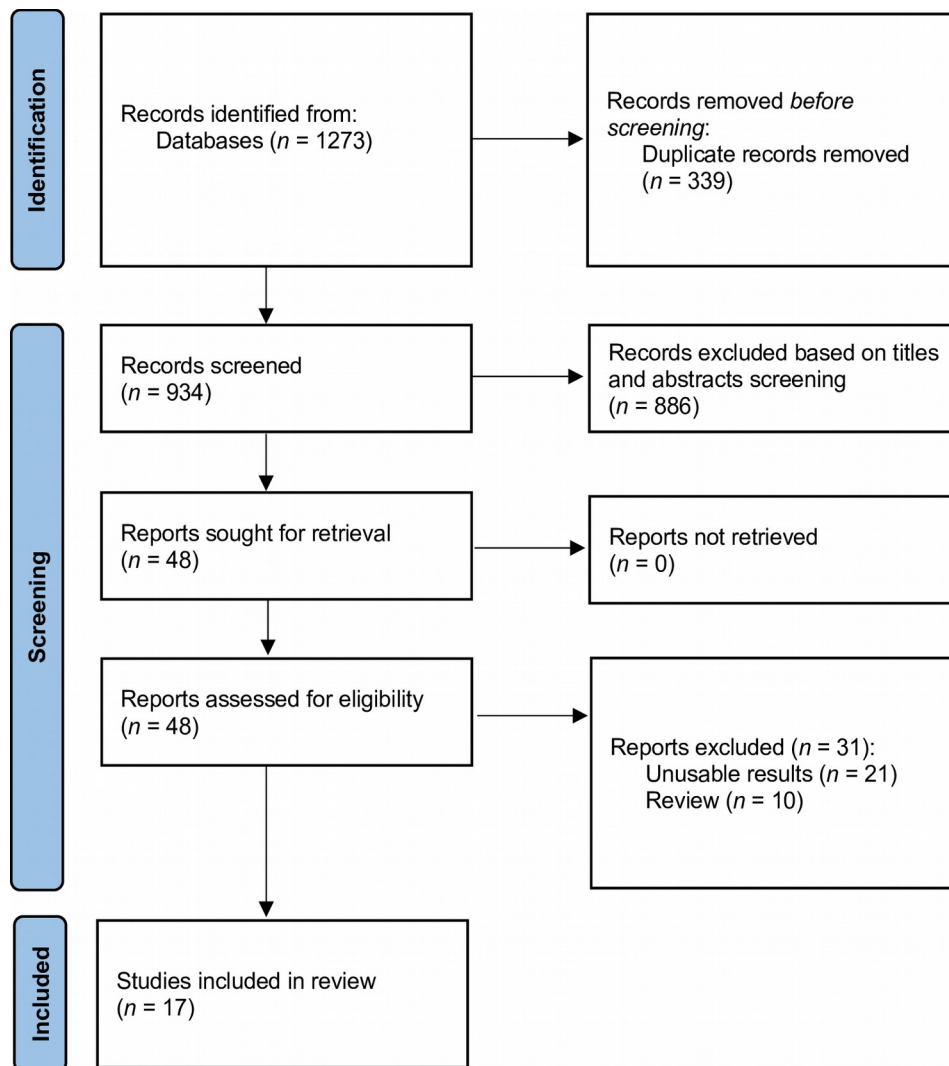 Identification
Records identified from:
Databases (n = 1273)
Records removed before
screening:
Duplicate records removed
(n = 339)
Screening
Records screened
(n = 934)
Records excluded based on titles
and abstracts screening
(n = 886)
Reports sought for retrieval
(n = 48)
Reports not retrieved
(n = 0)
Reports assessed for eligibility
(n = 48)
Reports excluded (n = 31):
Unusable results (n = 21)
Review (n = 10)
Included
Studies included in review
(n = 17)